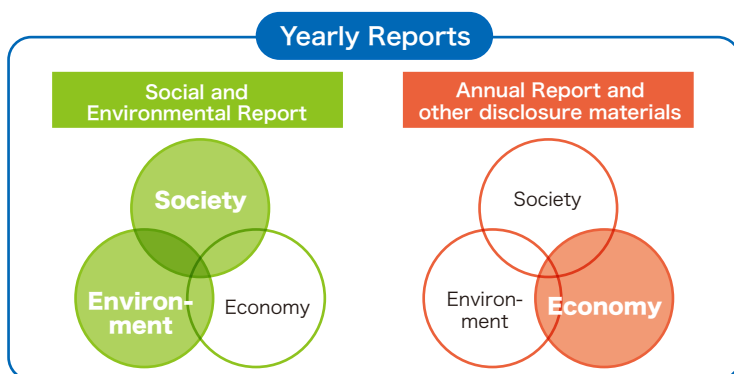 Yearly Reports
Social and
Environmental Report
Society
Environ-
ment
Economy
Annual Report and
other disclosure materials
Society
Environ-
ment
Economy